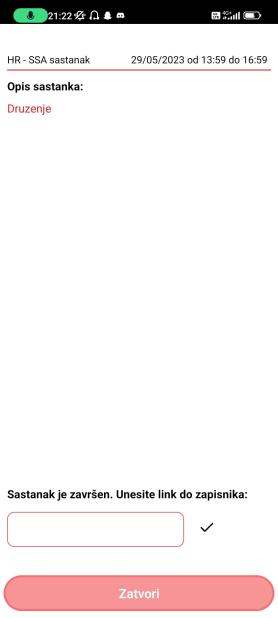 21:22
HR - SSA sastanak 29/05/2023 od 13:59 do 16:59
Opis sastanka:
Druzenje
Sastanak je završen. Unesite link do zapisnika:
Zatvori